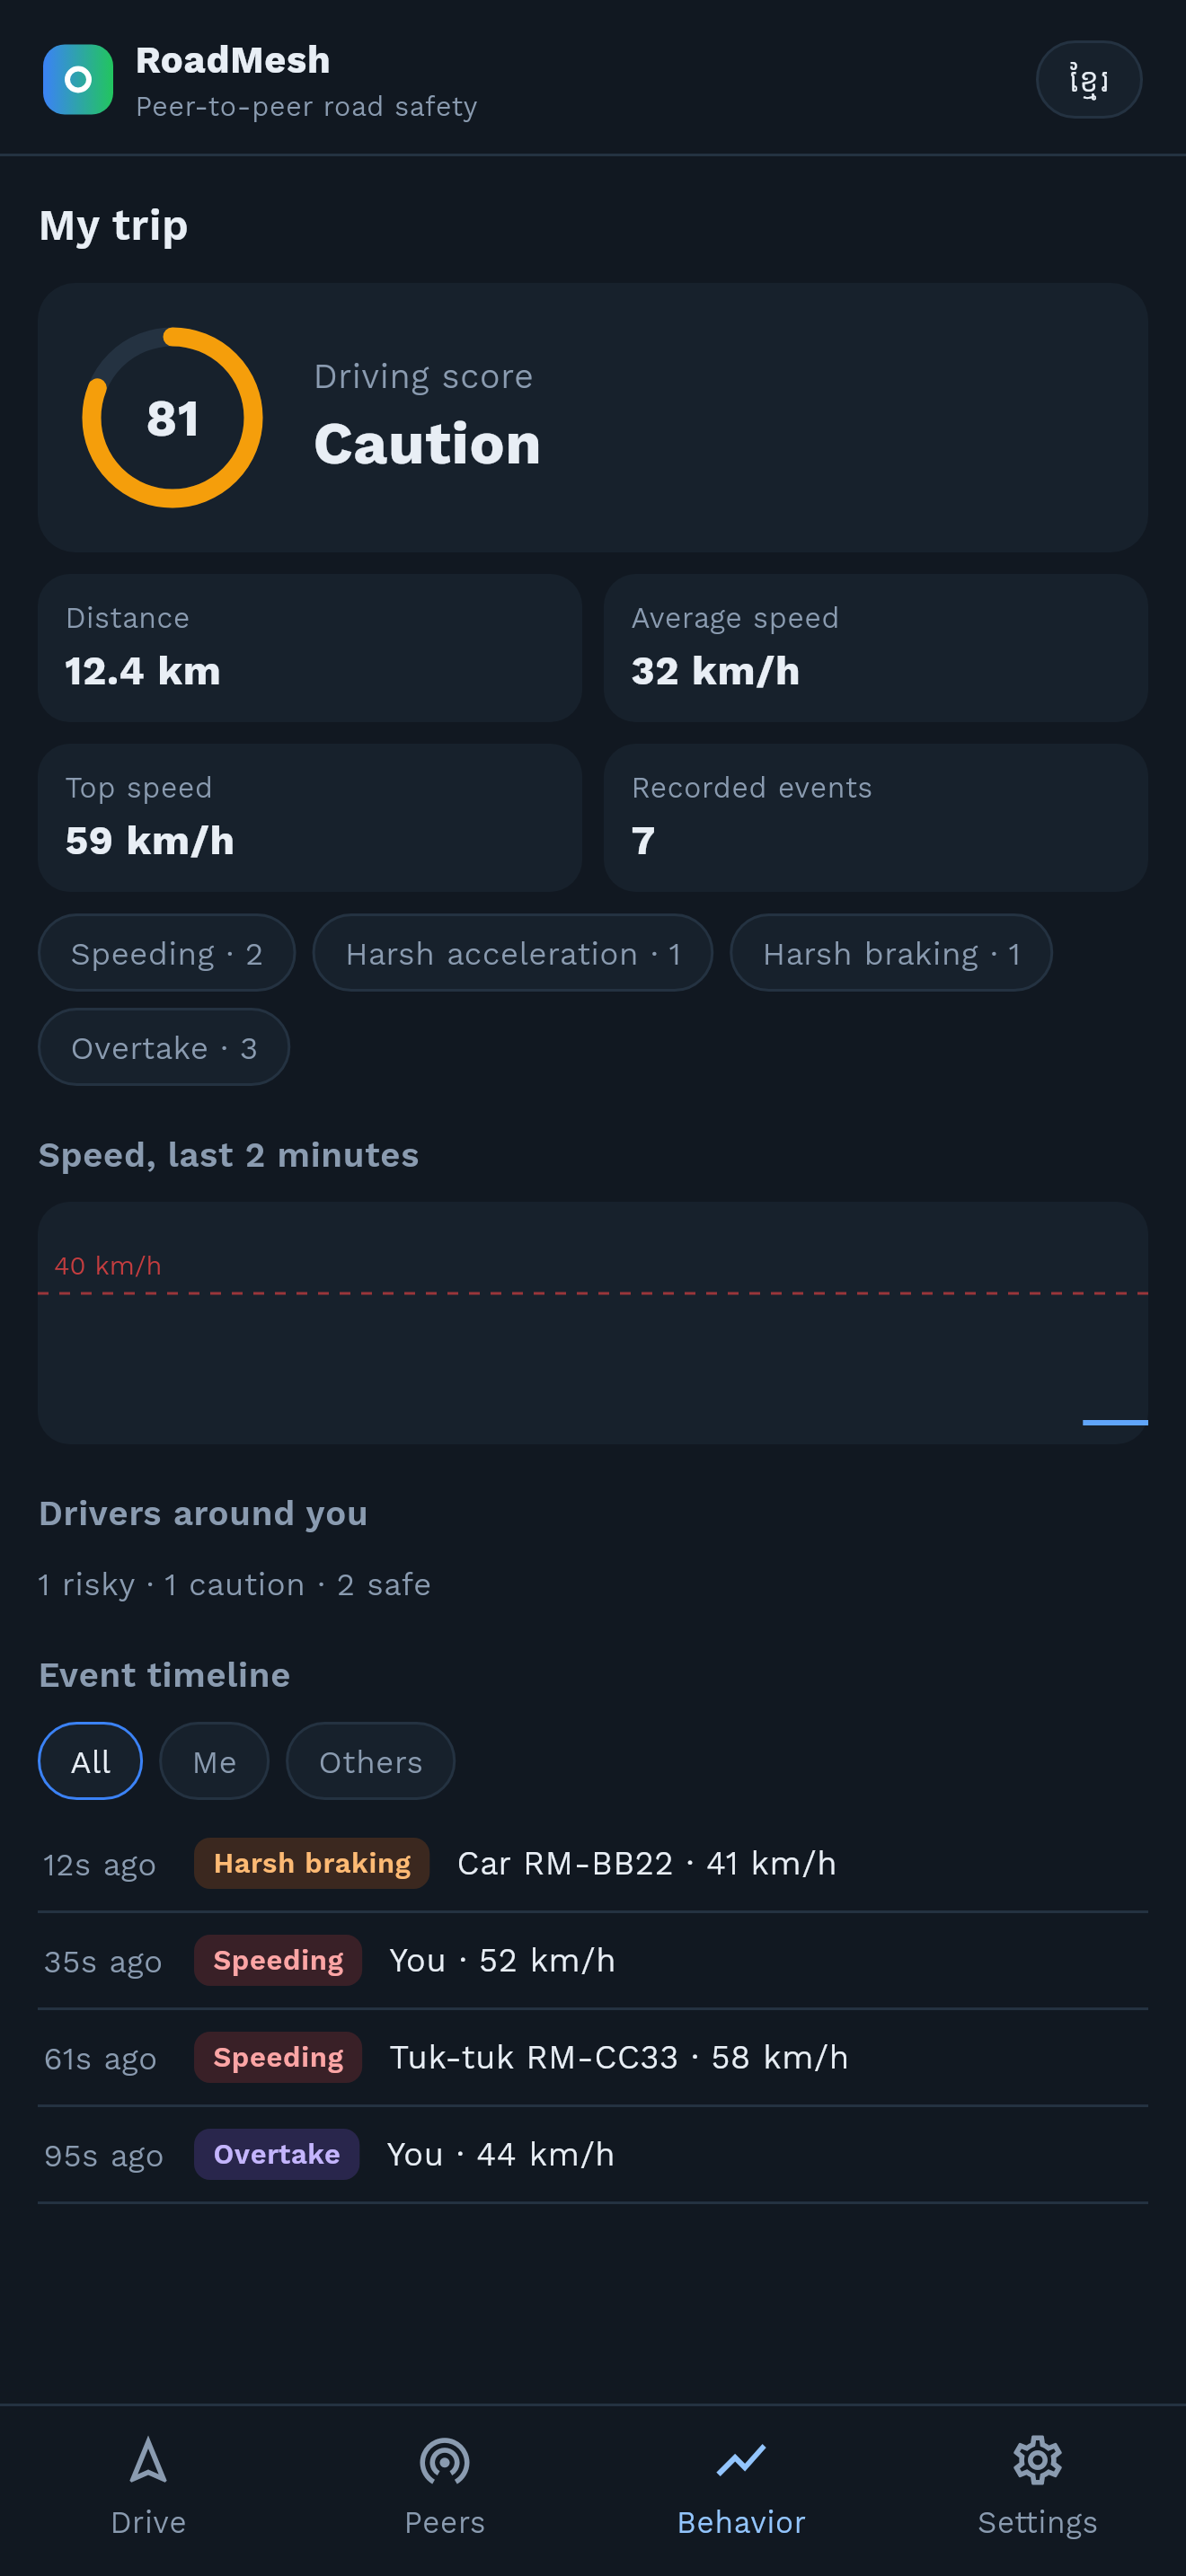 RoadMesh
Peer-to-peer road safety
ខ្មែរ
My trip
81
Driving score
Caution
Distance
12.4 km
Average speed
32 km/h
Top speed
59 km/h
Recorded events
7
Speeding · 2
Harsh acceleration · 1
Harsh braking · 1
Overtake · 3
Speed, last 2 minutes
40 km/h
Drivers around you
1 risky · 1 caution · 2 safe
Event timeline
All
Me
Others
12s ago Harsh braking Car RM-BB22 · 41 km/h
35s ago Speeding You · 52 km/h
61s ago Speeding Tuk-tuk RM-CC33 · 58 km/h
95s ago Overtake You · 44 km/h
Drive
Peers
Behavior
Settings